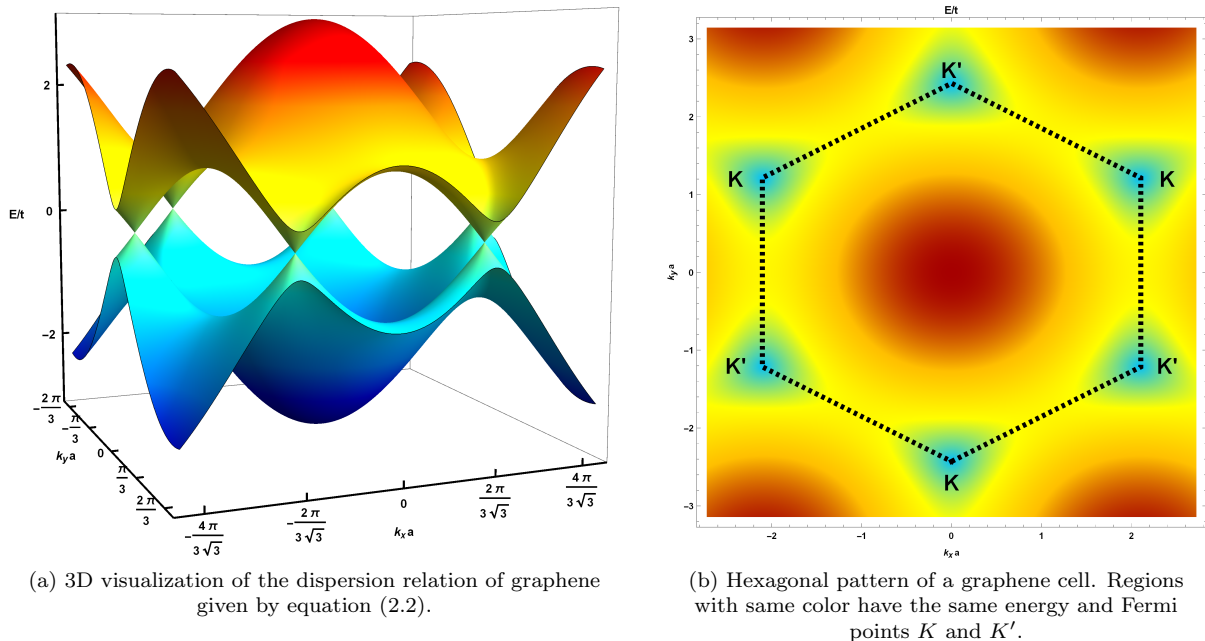 (a)
E/t
2
0
−2
−2π/3
−π/3
0
π/3
2π/3
k_y a
−4π/(3√3)
−2π/(3√3)
0
2π/(3√3)
4π/(3√3)
k_x a
(a) 3D visualization of the dispersion relation of graphene
given by equation (2.2).
(b)
E/t
3
2
1
0
−1
−2
−3
k_y a
K'
K
K
K'
K'
K
−2
−1
0
1
2
k_x a
(b) Hexagonal pattern of a graphene cell. Regions
with same color have the same energy and Fermi
points K and K′.